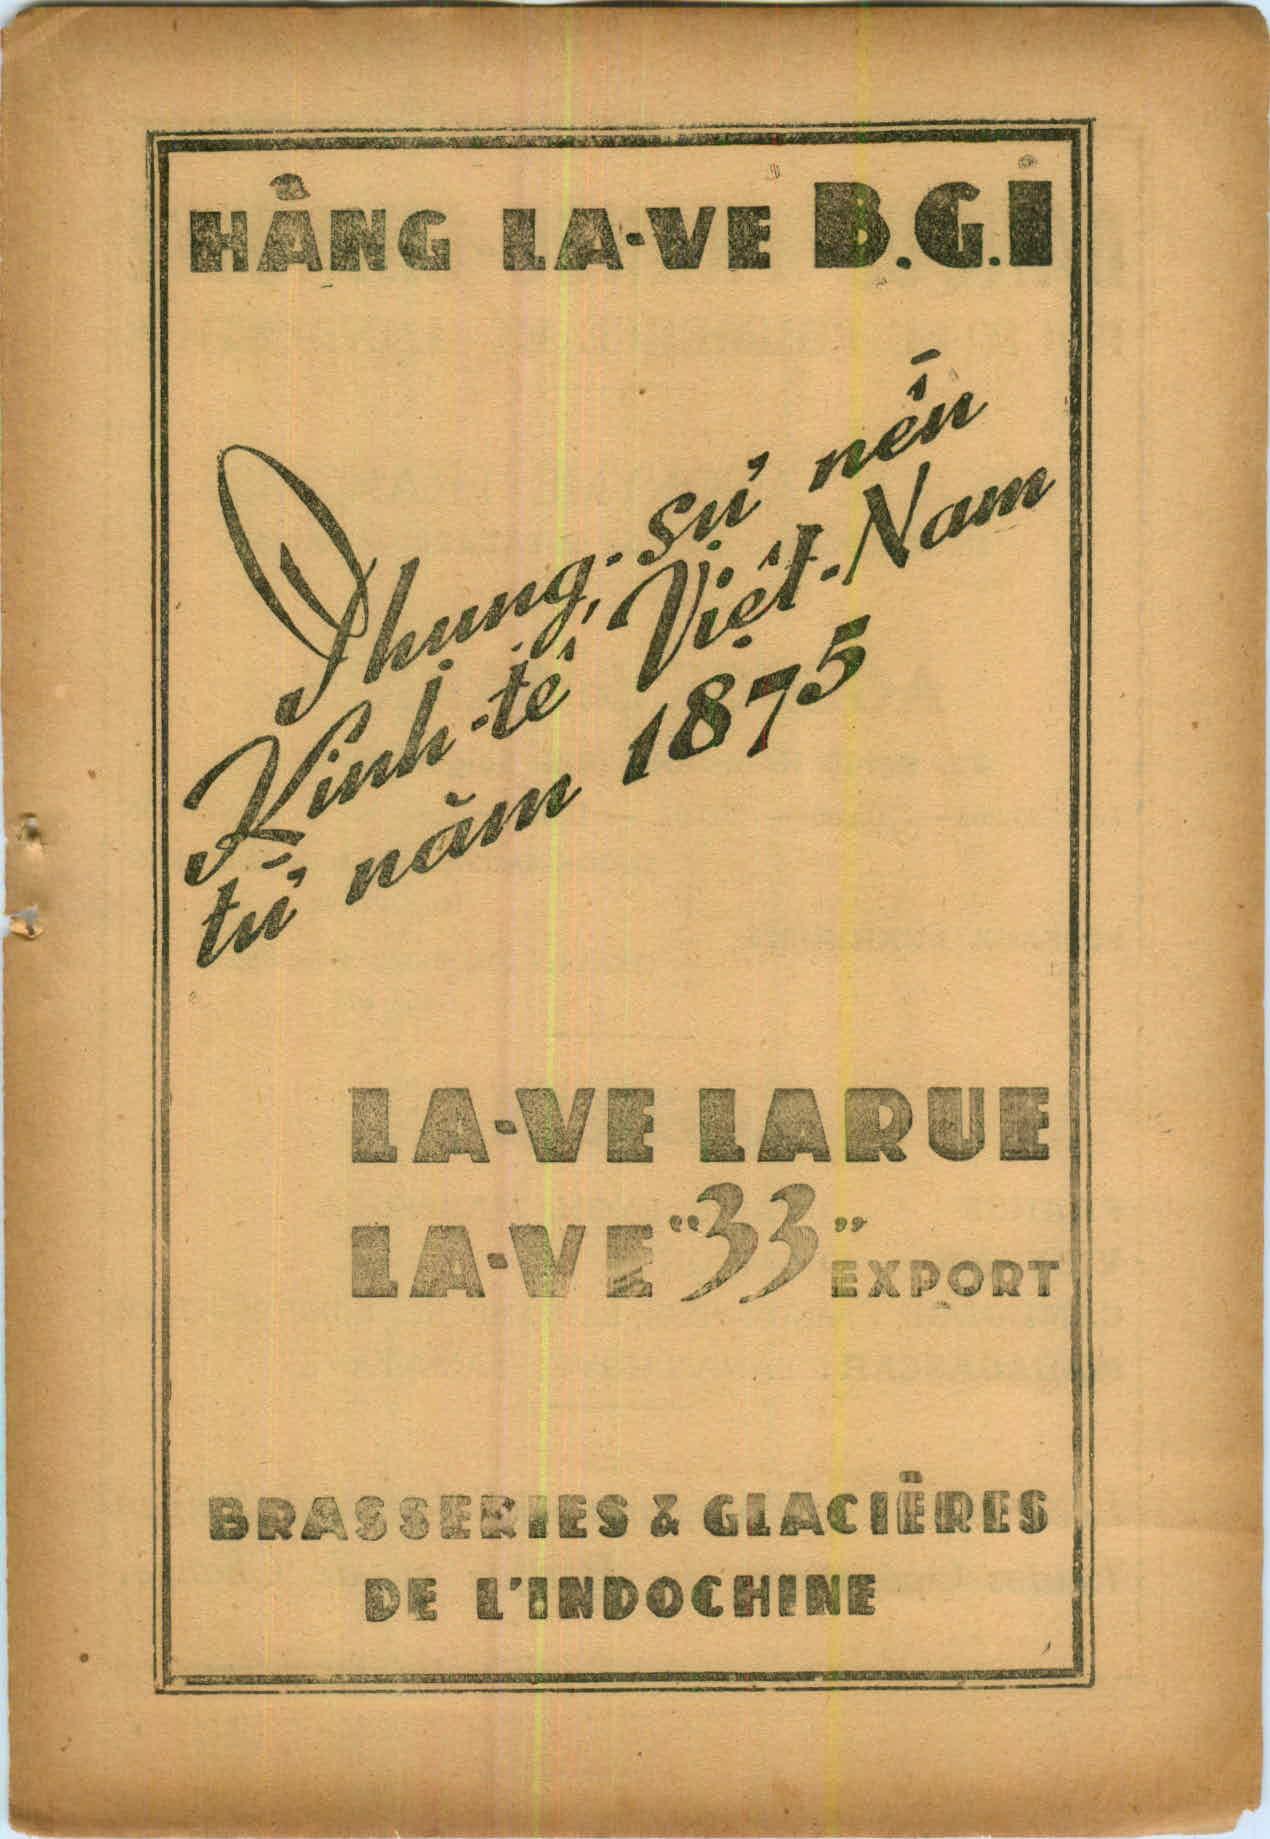 HÃNG LA-VE B.G.I
Phụng-sự nền
Kinh-tế Việt-Nam
từ năm 1875
LA-VE LARUE
LA-VE "33" EXPORT
BRASSERIES & GLACIÈRES
DE L'INDOCHINE